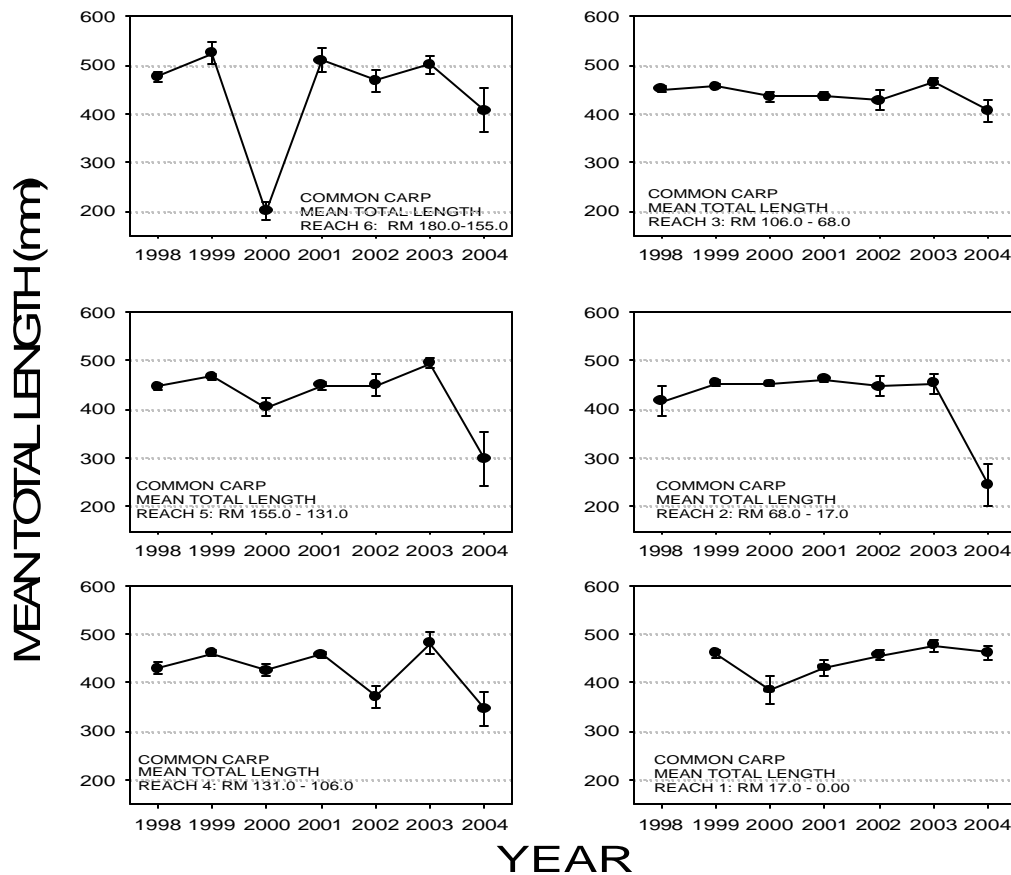 MEAN TOTAL LENGTH (mm)
600
500
400
300
200
COMMON CARP
MEAN TOTAL LENGTH
REACH 6: RM 180.0-155.0
1998 1999 2000 2001 2002 2003 2004
600
500
400
300
200
COMMON CARP
MEAN TOTAL LENGTH
REACH 3: RM 106.0 - 68.0
1998 1999 2000 2001 2002 2003 2004
600
500
400
300
200
COMMON CARP
MEAN TOTAL LENGTH
REACH 5: RM 155.0 - 131.0
1998 1999 2000 2001 2002 2003 2004
600
500
400
300
200
COMMON CARP
MEAN TOTAL LENGTH
REACH 2: RM 68.0 - 17.0
1998 1999 2000 2001 2002 2003 2004
600
500
400
300
200
COMMON CARP
MEAN TOTAL LENGTH
REACH 4: RM 131.0 - 106.0
1998 1999 2000 2001 2002 2003 2004
600
500
400
300
200
COMMON CARP
MEAN TOTAL LENGTH
REACH 1: RM 17.0 - 0.00
1998 1999 2000 2001 2002 2003 2004
YEAR